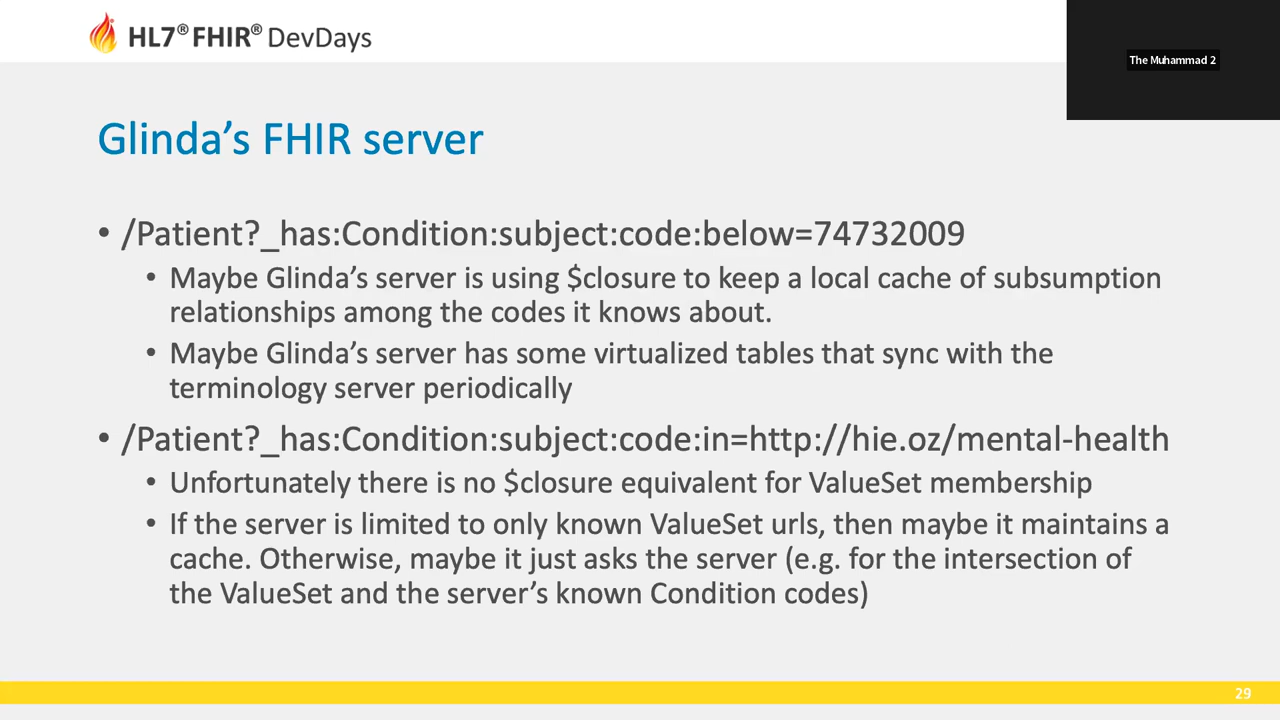 HL7® FHIR® DevDays
The Muhammad 2
Glinda’s FHIR server
• /Patient?_has:Condition:subject:code:below=74732009
• Maybe Glinda’s server is using $closure to keep a local cache of subsumption
relationships among the codes it knows about.
• Maybe Glinda’s server has some virtualized tables that sync with the
terminology server periodically
• /Patient?_has:Condition:subject:code:in=http://hie.oz/mental-health
• Unfortunately there is no $closure equivalent for ValueSet membership
• If the server is limited to only known ValueSet urls, then maybe it maintains a
cache. Otherwise, maybe it just asks the server (e.g. for the intersection of
the ValueSet and the server’s known Condition codes)
29